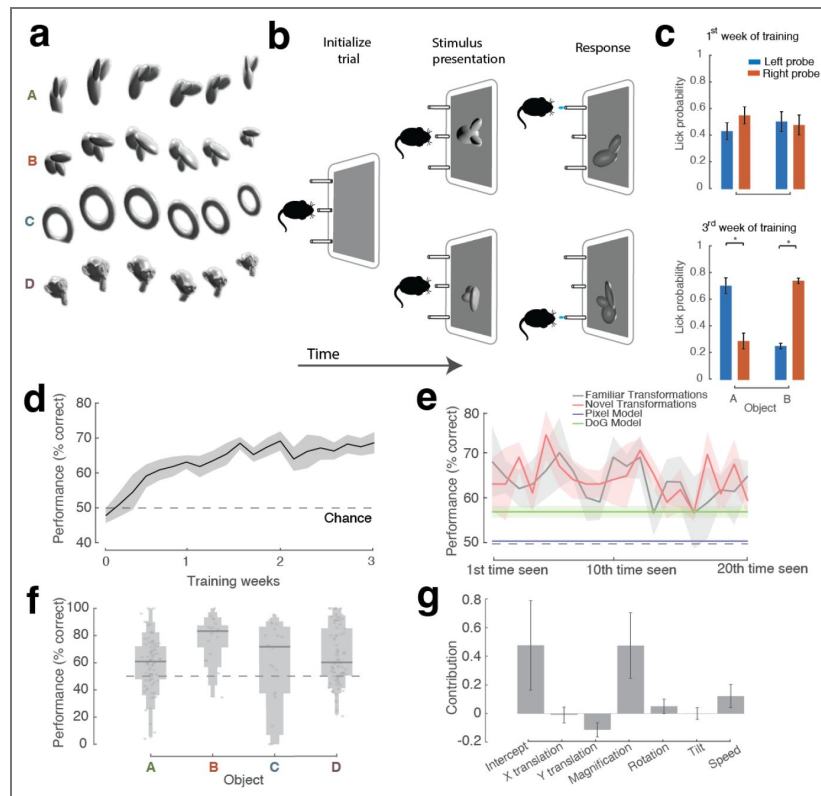 a
A
B
C
D
b
Initialize
trial
Stimulus
presentation
Response
Time
c
1st week of training
Left probe
Right probe
Lick probability
1
0.8
0.6
0.4
0.2
0
3rd week of training
*
*
Lick probability
1
0.8
0.6
0.4
0.2
0
A
B
Object
d
Performance (% correct)
80
70
60
50
40
Chance
0
1
2
3
Training weeks
e
Familiar Transformations
Novel Transformations
Pixel Model
DoG Model
Performance (% correct)
80
70
60
50
1st time seen
10th time seen
20th time seen
f
Performance (% correct)
100
80
60
40
20
0
A
B
C
D
Object
g
Contribution
0.8
0.6
0.4
0.2
0
-0.2
Intercept
X translation
Y translation
Magnification
Rotation
Tilt
Speed